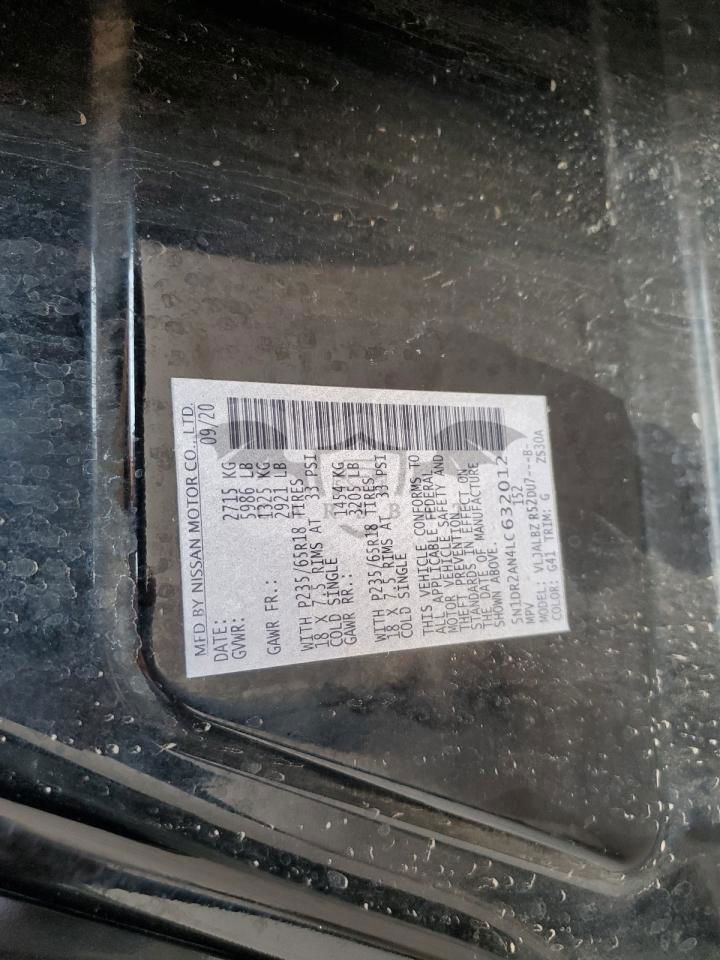 MFD BY NISSAN MOTOR CO., LTD.
DATE: 09/20
GVWR: 2715 KG
5986 LB
GAWR FR.: 1325 KG
2921 LB
WITH P235/65R18 TIRES
18 X 7.5 RIMS AT 33 PSI
COLD SINGLE
GAWR RR.: 1454 KG
3205 LB
WITH P235/65R18 TIRES
18 X 7.5 RIMS AT 33 PSI
COLD SINGLE
THIS VEHICLE CONFORMS TO
ALL APPLICABLE FEDERAL
MOTOR VEHICLE SAFETY AND
THEFT PREVENTION
STANDARDS IN EFFECT ON
THE DATE OF MANUFACTURE
SHOWN ABOVE.
5N1DR2AN4LC632012
MPV 152
MODEL: VLJALBZ R52DU7---B-
COLOR: G41 TRIM: G Z530A